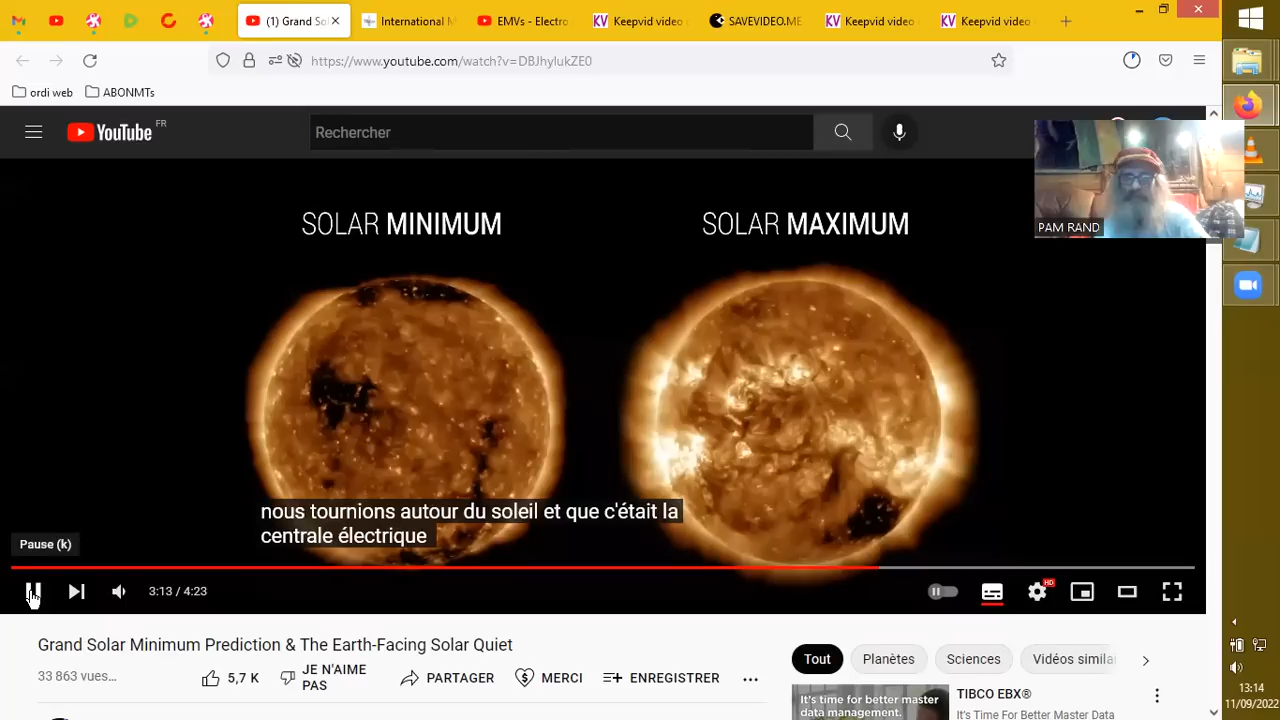 (1) Grand So
International M
EMVs - Electro
Keepvid video
SAVEVIDEO.ME
Keepvid video
Keepvid video
https://www.youtube.com/watch?v=DBJhylukZE0
ordi web
ABONMTs
YouTube FR
Rechercher
PAM RAND
SOLAR MINIMUM
SOLAR MAXIMUM
nous tournions autour du soleil et que c'était la
centrale électrique
Pause (k)
3:13 / 4:23
HD
Grand Solar Minimum Prediction & The Earth-Facing Solar Quiet
33 863 vues...
5,7 K
JE N'AIME
PAS
PARTAGER
MERCI
ENREGISTRER
Tout
Planètes
Sciences
Vidéos simila
It's time for better master
data management.
TIBCO EBX®
It's Time For Better Master Data
13:14
11/09/2022